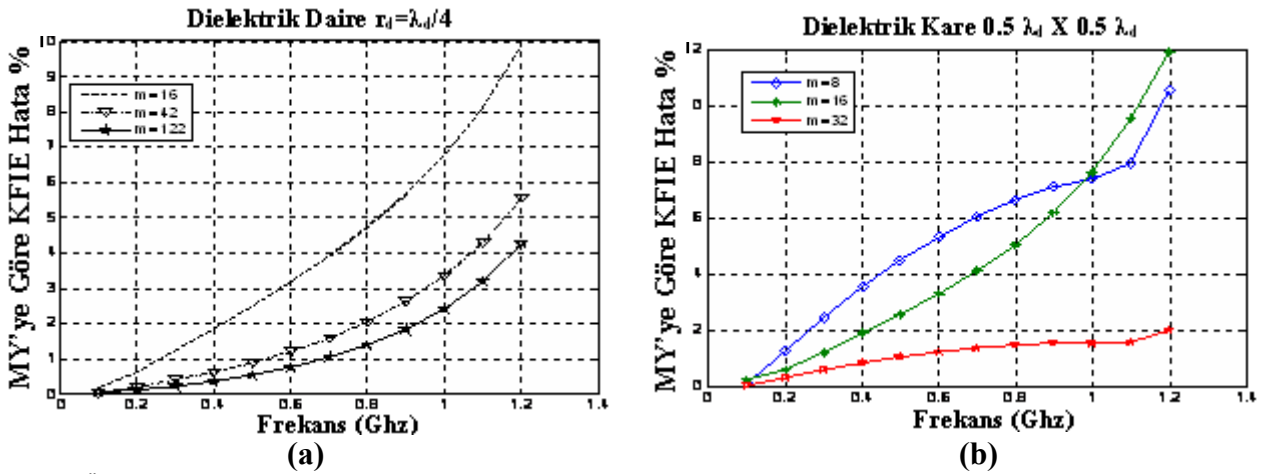 Dielektrik Daire r_d=λ_d/4
MY'ye Göre KFIE Hata %
10
9
8
7
6
5
4
3
2
1
0
m=16
m=42
m=122
0 0.2 0.4 0.6 0.8 1 1.2 1.4
Frekans (Ghz)
(a)
Dielektrik Kare 0.5 λ_d X 0.5 λ_d
MY'ye Göre KFIE Hata %
12
0
8
6
4
2
0
m=8
m=16
m=32
0 0.2 0.4 0.6 0.8 1 1.2 1.4
Frekans (Ghz)
(b)